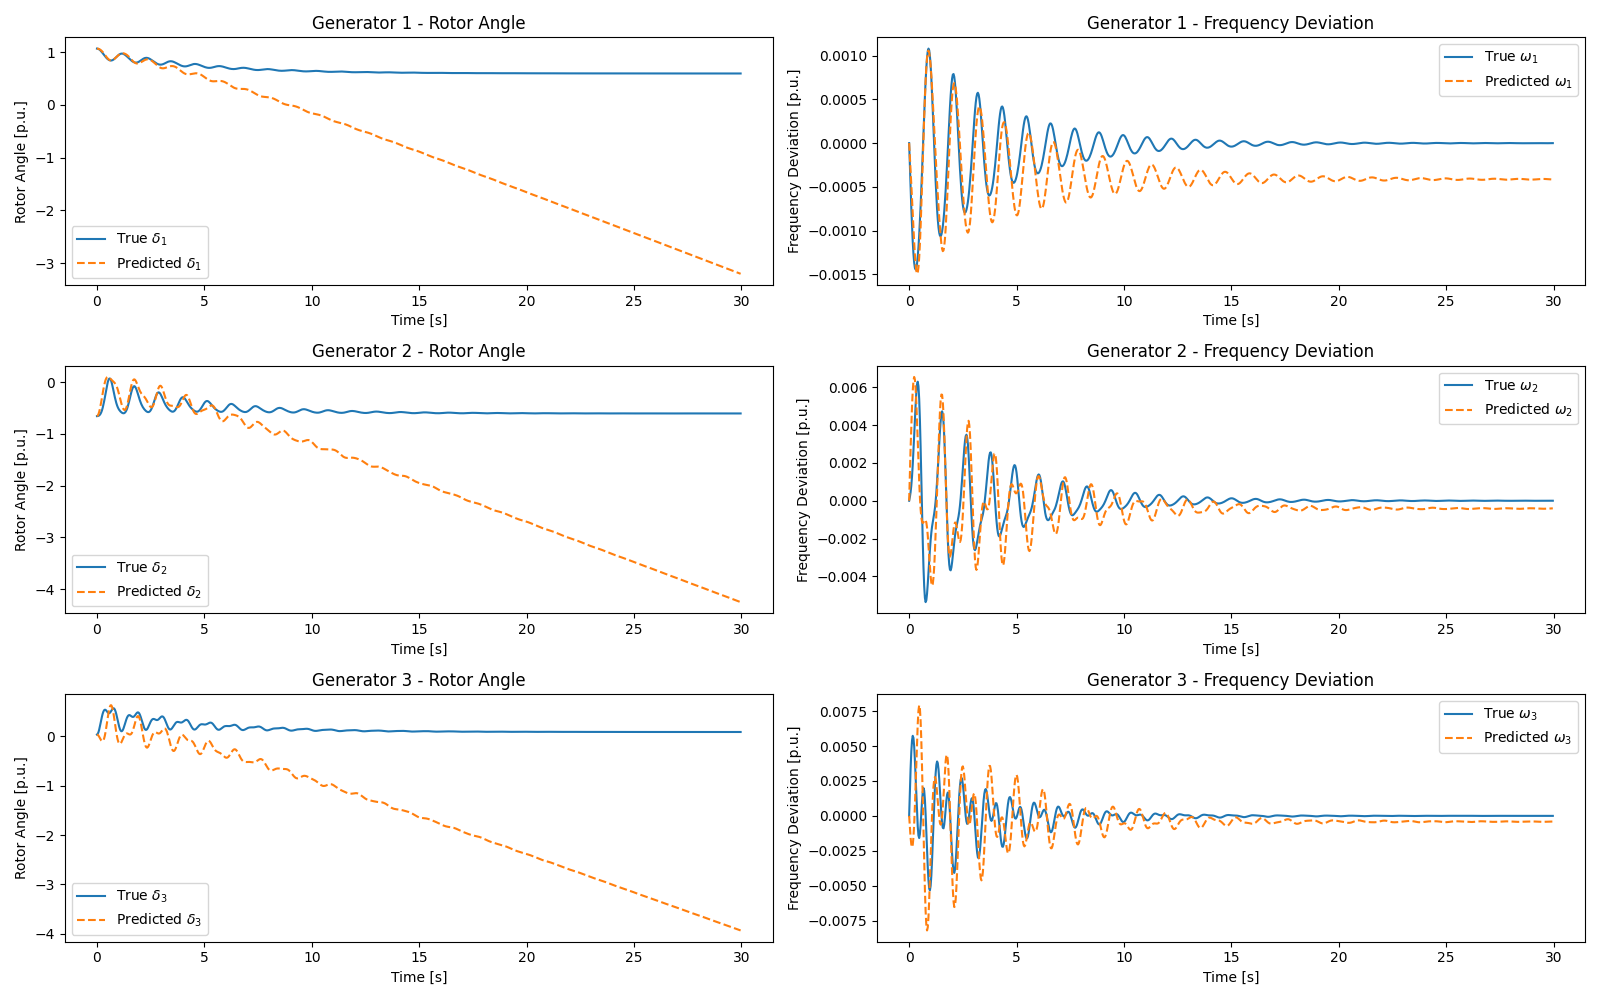 Generator 1 - Rotor Angle
Rotor Angle [p.u.]
1
0
−1
−2
−3
True δ1
Predicted δ1
0 5 10 15 20 25 30
Time [s]
Generator 1 - Frequency Deviation
Frequency Deviation [p.u.]
0.0010
0.0005
0.0000
−0.0005
−0.0010
−0.0015
True ω1
Predicted ω1
0 5 10 15 20 25 30
Time [s]
Generator 2 - Rotor Angle
Rotor Angle [p.u.]
0
−1
−2
−3
−4
True δ2
Predicted δ2
0 5 10 15 20 25 30
Time [s]
Generator 2 - Frequency Deviation
Frequency Deviation [p.u.]
0.006
0.004
0.002
0.000
−0.002
−0.004
True ω2
Predicted ω2
0 5 10 15 20 25 30
Time [s]
Generator 3 - Rotor Angle
Rotor Angle [p.u.]
0
−1
−2
−3
−4
True δ3
Predicted δ3
0 5 10 15 20 25 30
Time [s]
Generator 3 - Frequency Deviation
Frequency Deviation [p.u.]
0.0075
0.0050
0.0025
0.0000
−0.0025
−0.0050
−0.0075
True ω3
Predicted ω3
0 5 10 15 20 25 30
Time [s]